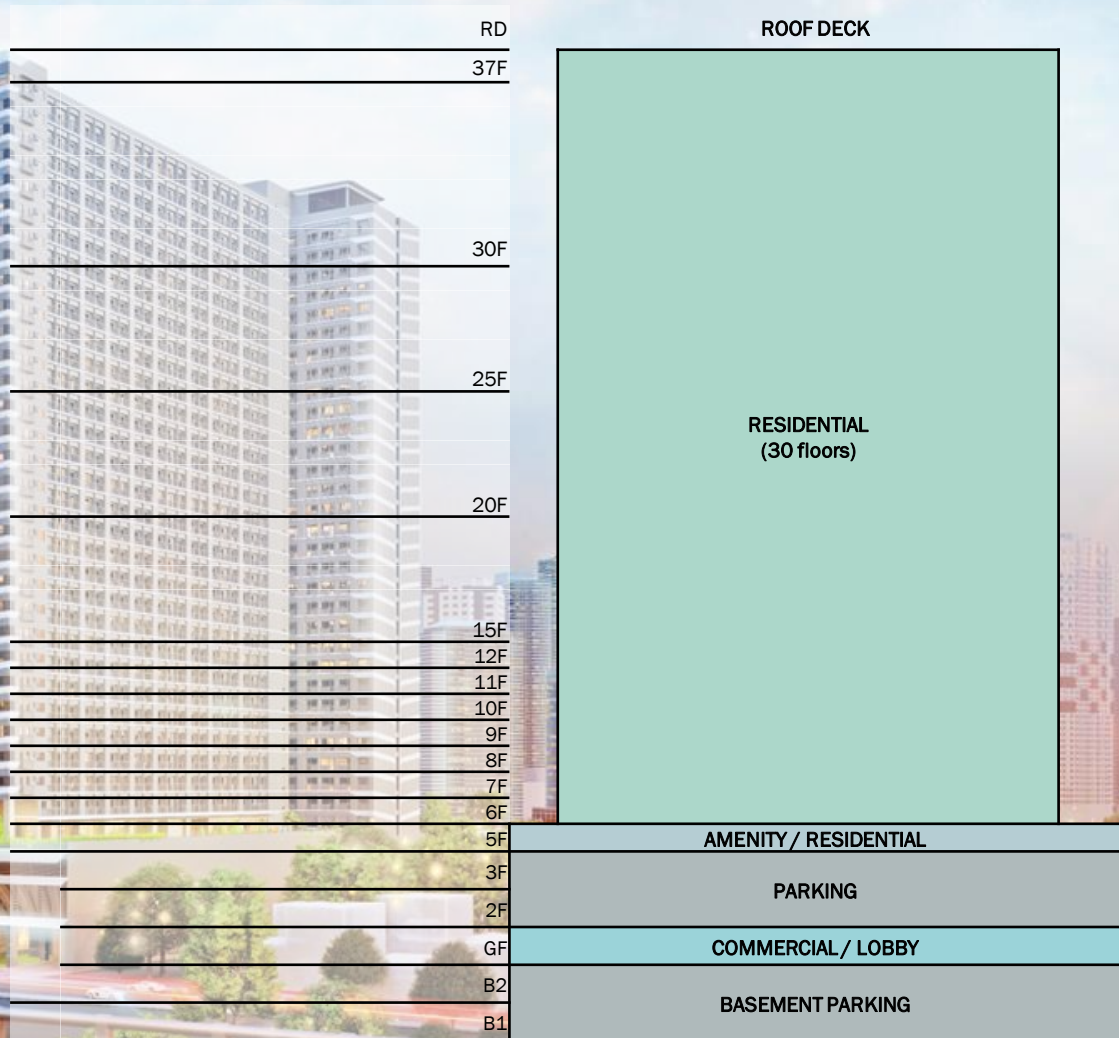 RD
ROOF DECK
37F
30F
25F
RESIDENTIAL
(30 floors)
20F
15F
12F
11F
10F
9F
8F
7F
6F
5F
AMENITY / RESIDENTIAL
3F
PARKING
2F
GF
COMMERCIAL / LOBBY
B2
BASEMENT PARKING
B1